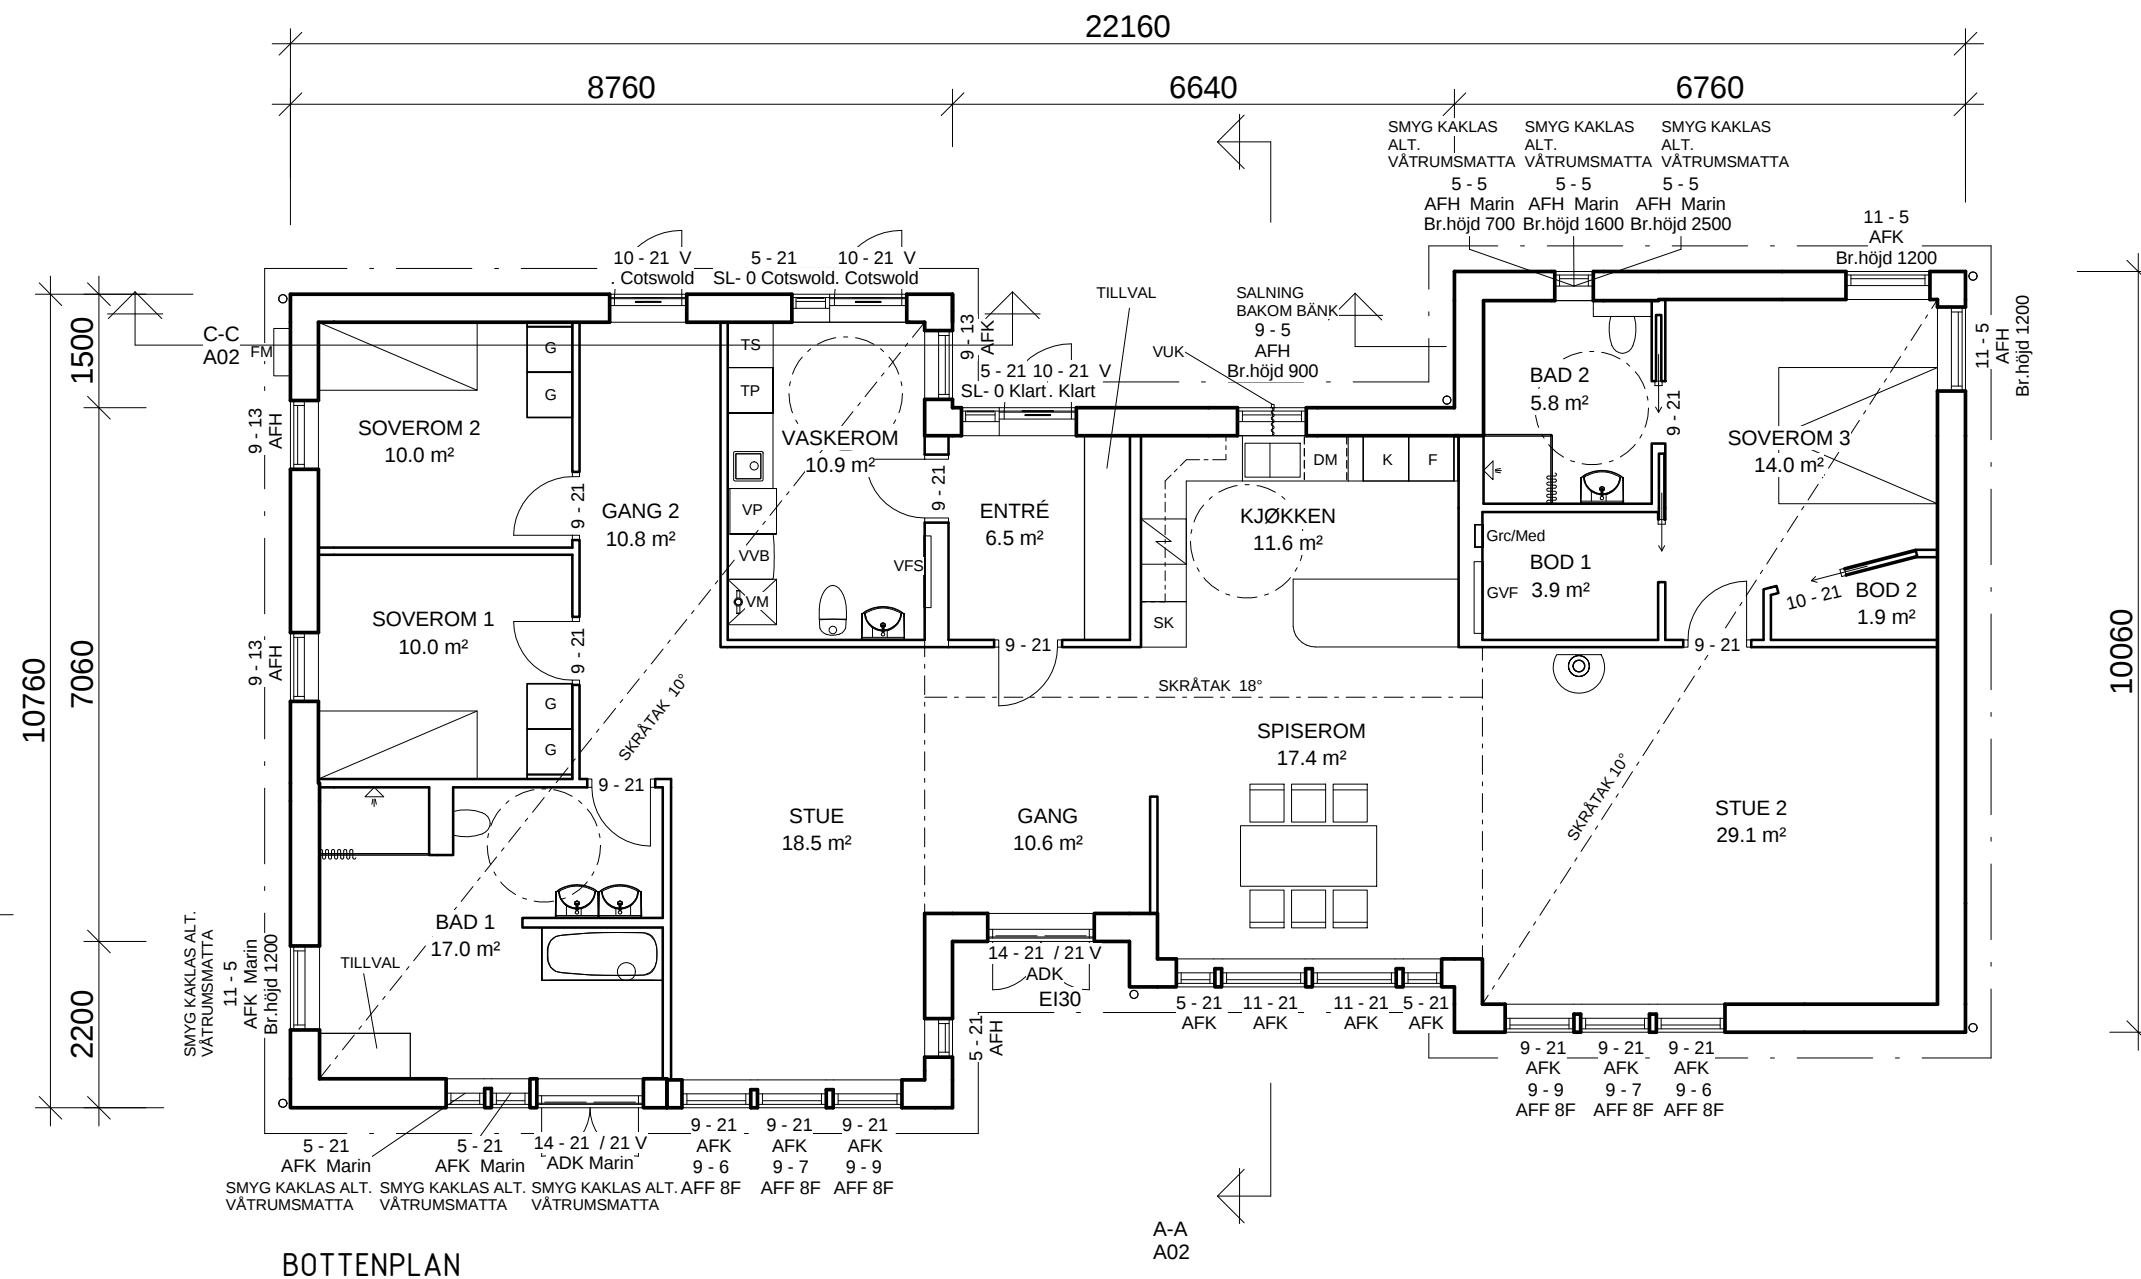 22160
8760
6640
6760
SMYG KAKLAS
ALT.
VÅTRUMSMATTA
5 - 5
AFH Marin
Br.höjd 700
SMYG KAKLAS
ALT.
VÅTRUMSMATTA
5 - 5
AFH Marin
Br.höjd 1600
SMYG KAKLAS
ALT.
VÅTRUMSMATTA
5 - 5
AFH Marin
Br.höjd 2500
11 - 5
AFK
Br.höjd 1200
10 - 21 V
. Cotswold
5 - 21
SL- 0 Cotswold
10 - 21 V
. Cotswold
TILLVAL
SALNING
BAKOM BÄNK
9 - 5
AFH
Br.höjd 900
VUK
C-C
A02
FM
9 - 13
AFK
5 - 21
SL- 0 Klart
10 - 21 V
. Klart
11 - 5
AFH
Br.höjd 1200
1500
7060
2200
10760
10060
9 - 13
AFH
9 - 13
AFH
G
G
TS
TP
SOVEROM 2
10.0 m²
9 - 21
GANG 2
10.8 m²
VASKEROM
10.9 m²
9 - 21
VP
VVB
VM
VFS
ENTRÉ
6.5 m²
9 - 21
DM
K
F
KJØKKEN
11.6 m²
SK
BAD 2
5.8 m²
9 - 21
SOVEROM 3
14.0 m²
Grc/Med
GVF
BOD 1
3.9 m²
10 - 21
BOD 2
1.9 m²
9 - 21
SOVEROM 1
10.0 m²
9 - 21
G
G
SKRÅTAK 10°
SKRÅTAK 18°
SKRÅTAK 10°
9 - 21
SPISEROM
17.4 m²
STUE
18.5 m²
GANG
10.6 m²
STUE 2
29.1 m²
BAD 1
17.0 m²
TILLVAL
SMYG KAKLAS ALT.
VÅTRUMSMATTA
11 - 5
AFK Marin
Br.höjd 1200
14 - 21 / 21 V
ADK
EI30
5 - 21
AFH
5 - 21
AFK
11 - 21
AFK
11 - 21
AFK
5 - 21
AFK
9 - 21
AFK
9 - 9
AFF 8F
9 - 21
AFK
9 - 7
AFF 8F
9 - 21
AFK
9 - 6
AFF 8F
5 - 21
AFK Marin
SMYG KAKLAS ALT.
VÅTRUMSMATTA
5 - 21
AFK Marin
SMYG KAKLAS ALT.
VÅTRUMSMATTA
14 - 21 / 21 V
ADK Marin
SMYG KAKLAS ALT.
VÅTRUMSMATTA
9 - 21
AFK
9 - 6
AFF 8F
9 - 21
AFK
9 - 7
AFF 8F
9 - 21
AFK
9 - 9
AFF 8F
A-A
A02
BOTTENPLAN